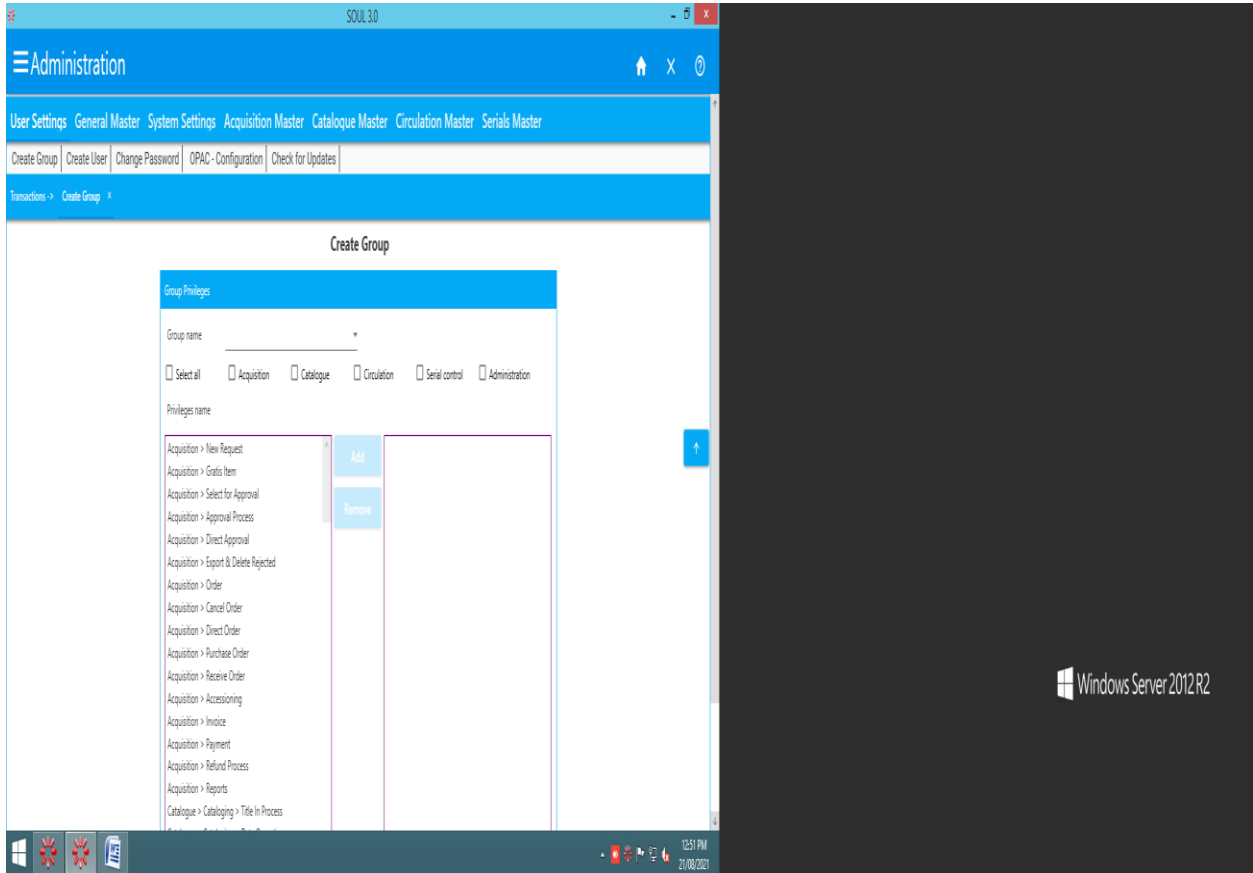 SOUL 3.0
Administration
User Settings General Master System Settings Acquisition Master Catalogue Master Circulation Master Serials Master
Create Group Create User Change Password OPAC - Configuration Check for Updates
Transactions -> Create Group x
Create Group
Group Privileges
Group name
Select all Acquisition Catalogue Circulation Serial control Administration
Privileges name
Acquisition > New Request
Acquisition > Gratis Item
Acquisition > Select for Approval
Acquisition > Approval Process
Acquisition > Direct Approval
Acquisition > Export & Delete Rejected
Acquisition > Order
Acquisition > Cancel Order
Acquisition > Direct Order
Acquisition > Purchase Order
Acquisition > Receive Order
Acquisition > Accessioning
Acquisition > Invoice
Acquisition > Payment
Acquisition > Refund Process
Acquisition > Reports
Catalogue > Cataloging > Title In Process
Add
Remove
Windows Server 2012 R2
12:51 PM
21/08/2021